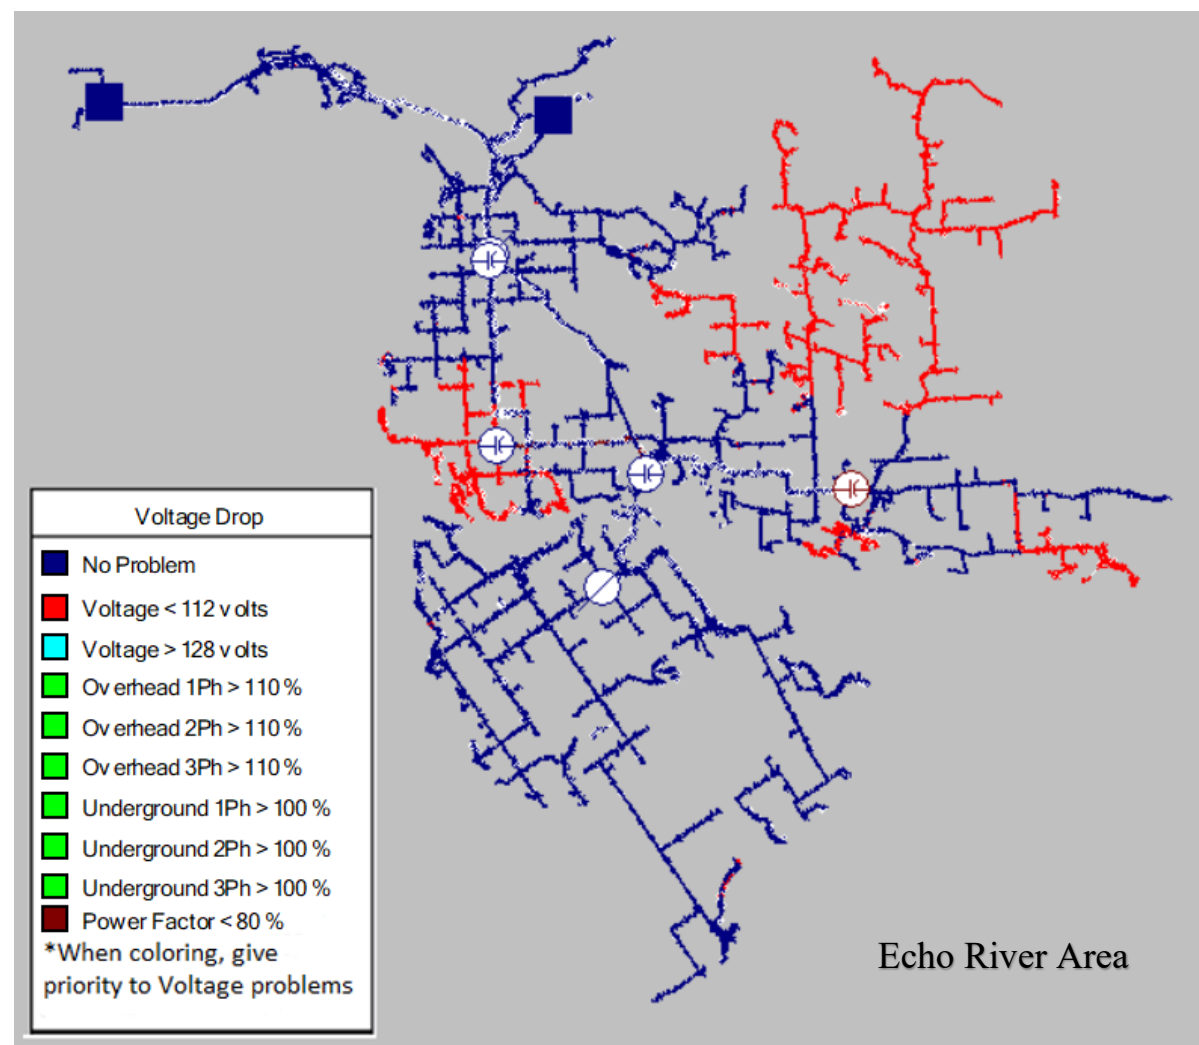 Voltage Drop
No Problem
Voltage < 112 volts
Voltage > 128 volts
Overhead 1Ph > 110 %
Overhead 2Ph > 110 %
Overhead 3Ph > 110 %
Underground 1Ph > 100 %
Underground 2Ph > 100 %
Underground 3Ph > 100 %
Power Factor < 80 %
*When coloring, give
priority to Voltage problems
Echo River Area